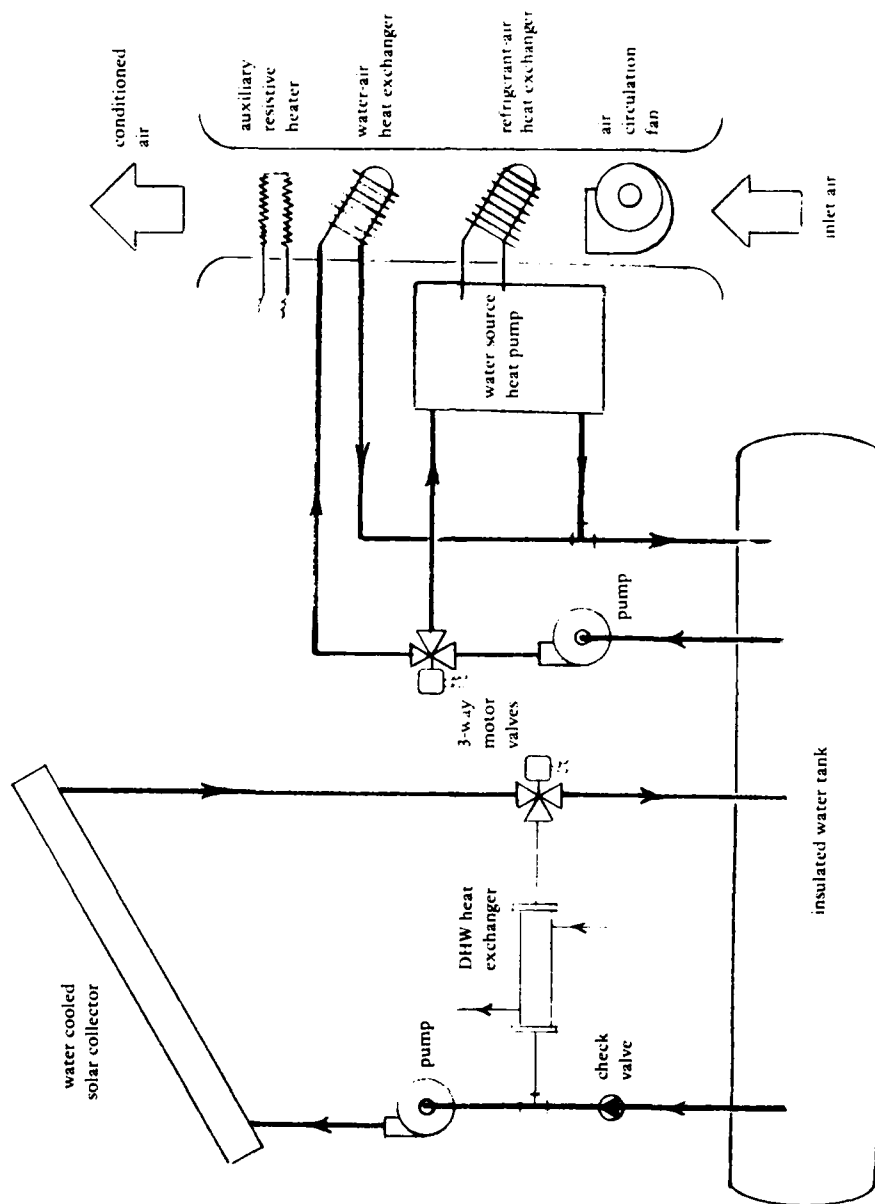 conditioned
air
auxiliary
resistive
heater
water-air
heat exchanger
refrigerant-air
heat exchanger
air
circulation
fan
inlet air
water source
heat pump
pump
3-way
motor
valves
water cooled
solar collector
DHW heat
exchanger
pump
check
valve
insulated water tank